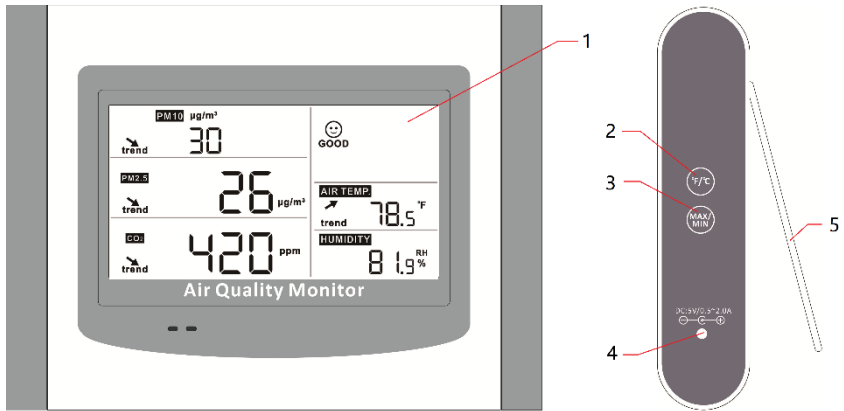 PM10 µg/m³
30
trend
PM2.5
26 µg/m³
trend
CO₂
420 ppm
trend
GOOD
AIR TEMP.
78.5 °F
trend
HUMIDITY
81.9 RH
%
Air Quality Monitor
1
2
°F/°C
3
MAX/
MIN
5
DC:5V/0.5~2.0A
4